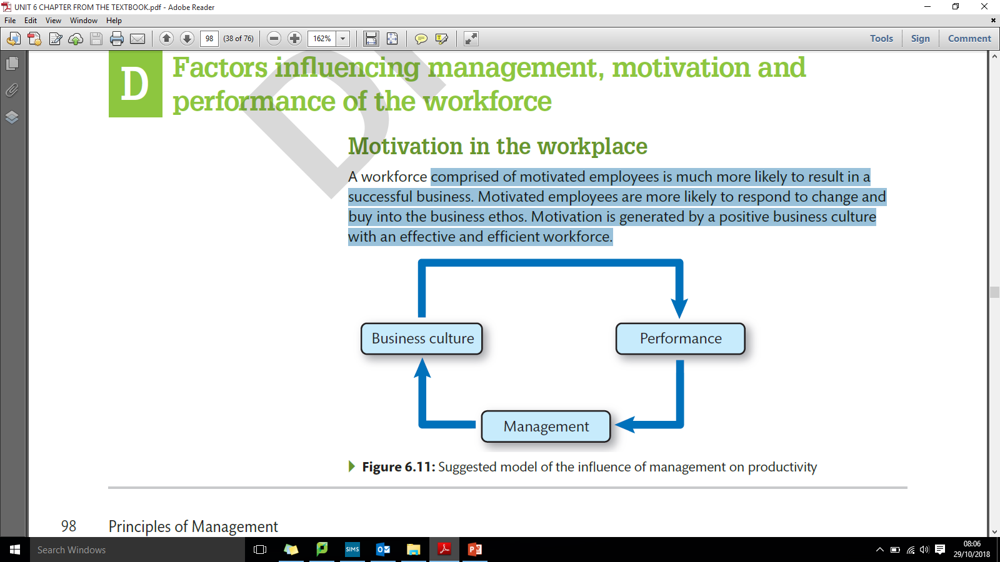 UNIT 6 CHAPTER FROM THE TEXTBOOK.pdf - Adobe Reader
File Edit View Window Help
98 (38 of 76) 162% Tools Sign Comment
D
Factors influencing management, motivation and
performance of the workforce
Motivation in the workplace
A workforce comprised of motivated employees is much more likely to result in a
successful business. Motivated employees are more likely to respond to change and
buy into the business ethos. Motivation is generated by a positive business culture
with an effective and efficient workforce.
Business culture
Performance
Management
Figure 6.11: Suggested model of the influence of management on productivity
98 Principles of Management
Search Windows
SIMS
08:06
29/10/2018